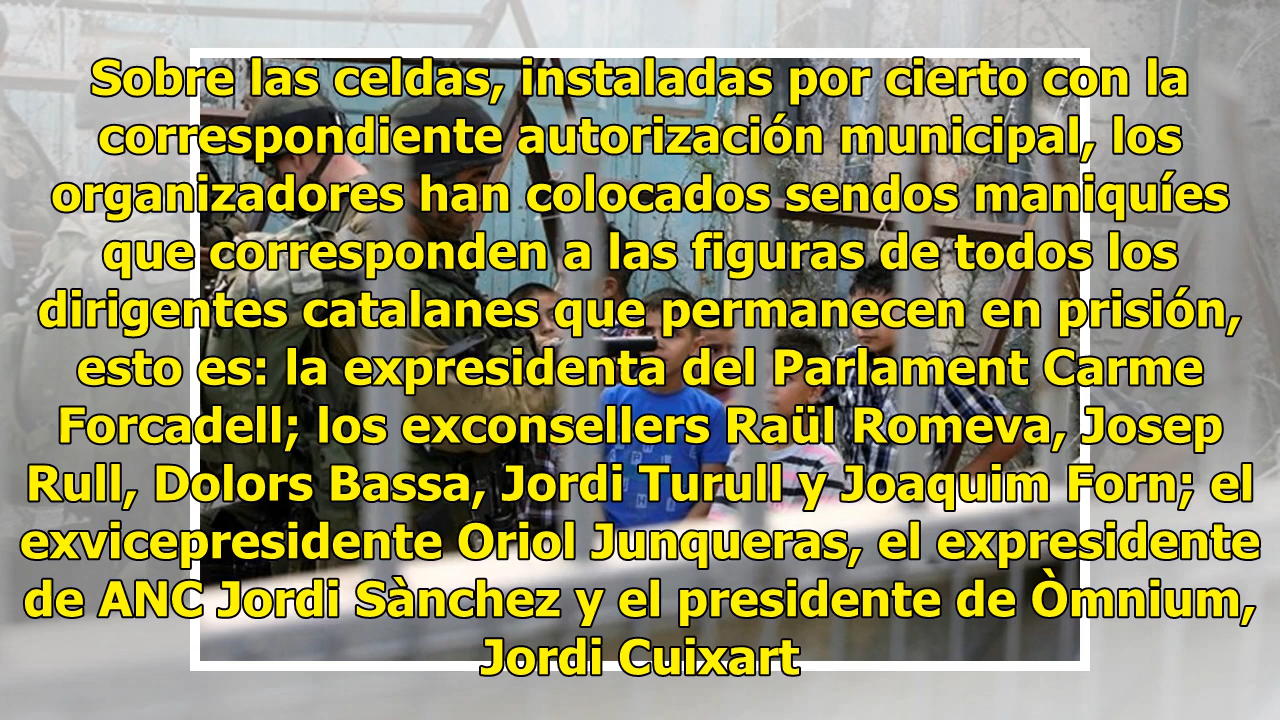 Sobre las celdas, instaladas por cierto con la
correspondiente autorización municipal, los
organizadores han colocados sendos maniquíes
que corresponden a las figuras de todos los
dirigentes catalanes que permanecen en prisión,
esto es: la expresidenta del Parlament Carme
Forcadell; los exconsellers Raül Romeva, Josep
Rull, Dolors Bassa, Jordi Turull y Joaquim Forn; el
exvicepresidente Oriol Junqueras, el expresidente
de ANC Jordi Sànchez y el presidente de Òmnium,
Jordi Cuixart